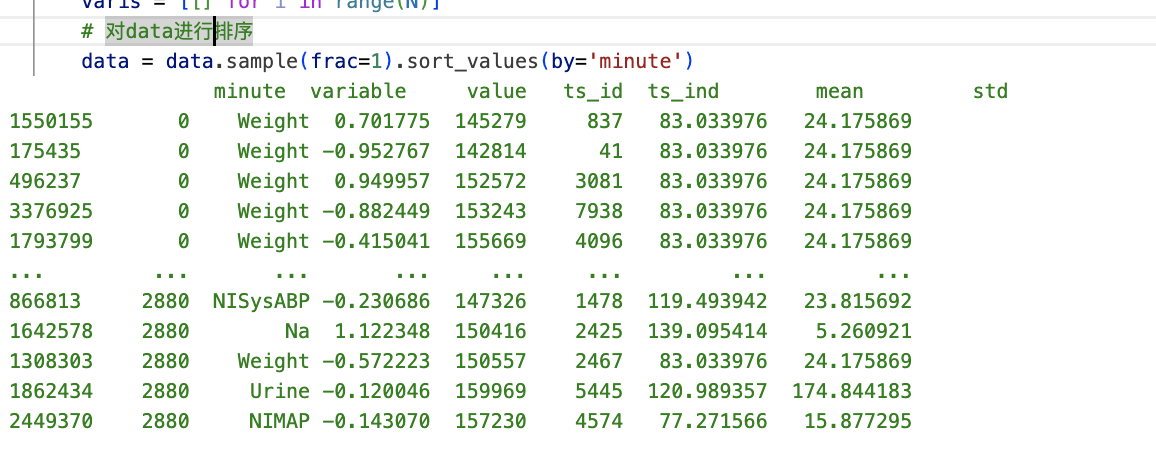 varis = [[] for i in range(N)]
# 对data进行排序
data = data.sample(frac=1).sort_values(by='minute')
minute variable value ts_id ts_ind mean std
1550155 0 Weight 0.701775 145279 837 83.033976 24.175869
175435 0 Weight -0.952767 142814 41 83.033976 24.175869
496237 0 Weight 0.949957 152572 3081 83.033976 24.175869
3376925 0 Weight -0.882449 153243 7938 83.033976 24.175869
1793799 0 Weight -0.415041 155669 4096 83.033976 24.175869
... ... ... ... ... ... ... ...
866813 2880 NISysABP -0.230686 147326 1478 119.493942 23.815692
1642578 2880 Na 1.122348 150416 2425 139.095414 5.260921
1308303 2880 Weight -0.572223 150557 2467 83.033976 24.175869
1862434 2880 Urine -0.120046 159969 5445 120.989357 174.844183
2449370 2880 NIMAP -0.143070 157230 4574 77.271566 15.877295